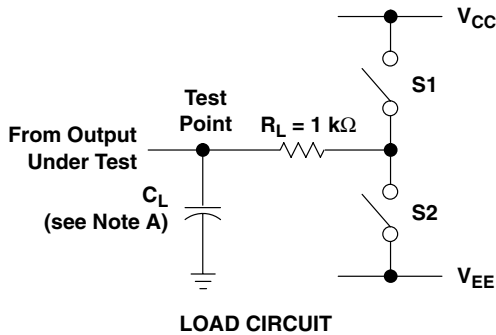 V_CC
S1
Test
Point
R_L = 1 kΩ
From Output
Under Test
C_L
(see Note A)
S2
V_EE
LOAD CIRCUIT